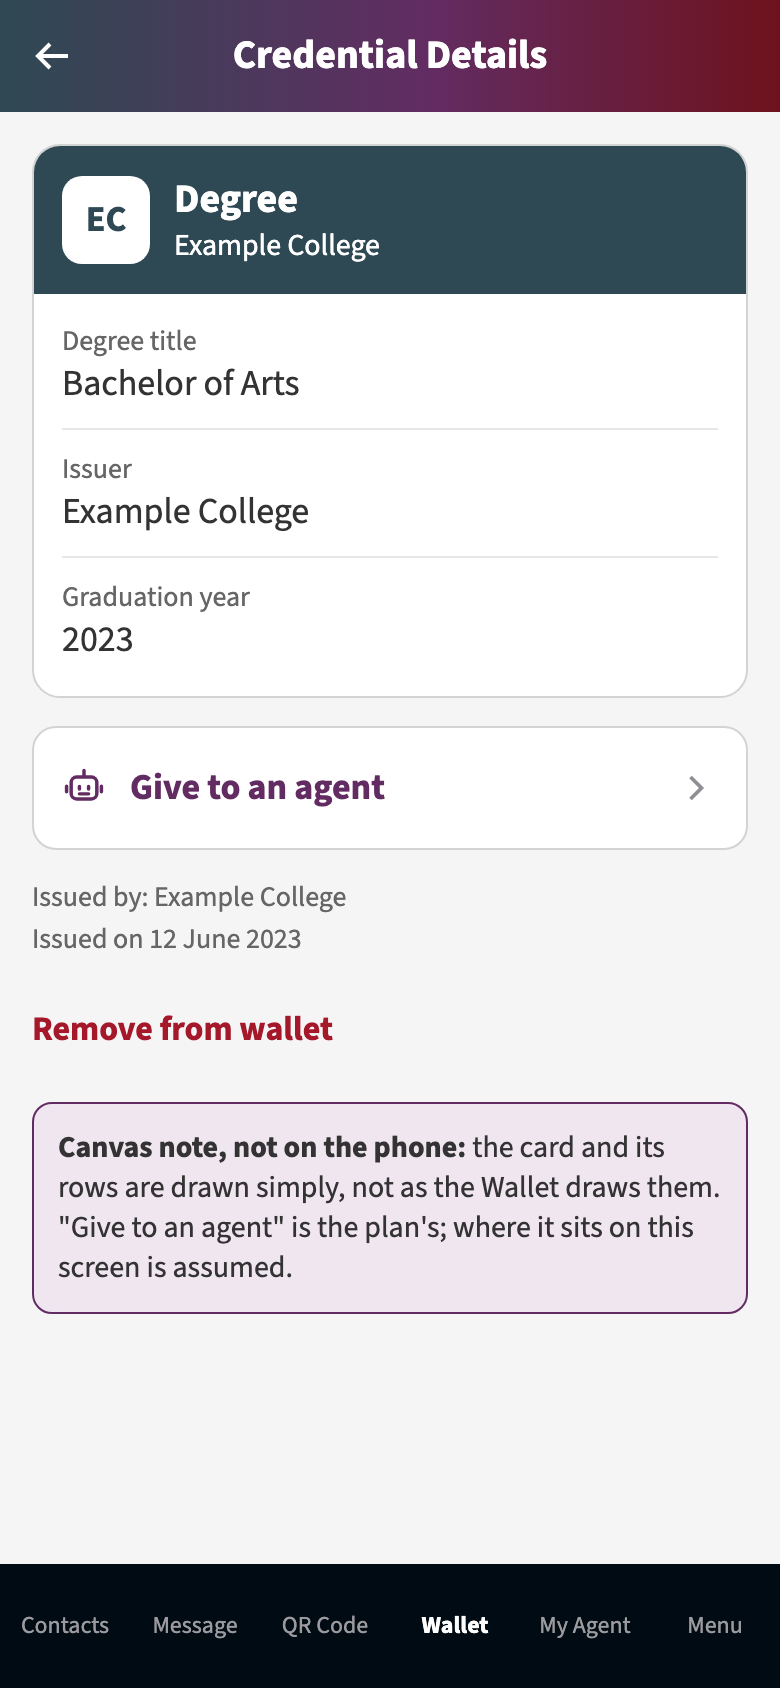 Credential Details
EC
Degree
Example College
Degree title
Bachelor of Arts
Issuer
Example College
Graduation year
2023
Give to an agent
Issued by: Example College
Issued on 12 June 2023
Remove from wallet
Canvas note, not on the phone: the card and its
rows are drawn simply, not as the Wallet draws them.
"Give to an agent" is the plan's; where it sits on this
screen is assumed.
Contacts
Message
QR Code
Wallet
My Agent
Menu